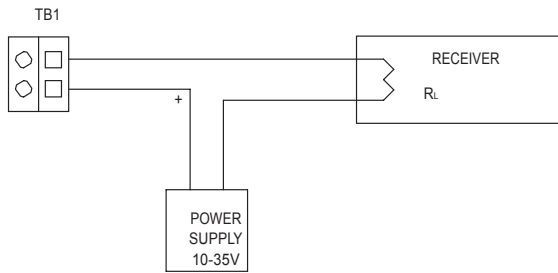 TB1
RECEIVER
RL
+
POWER
SUPPLY
10-35V